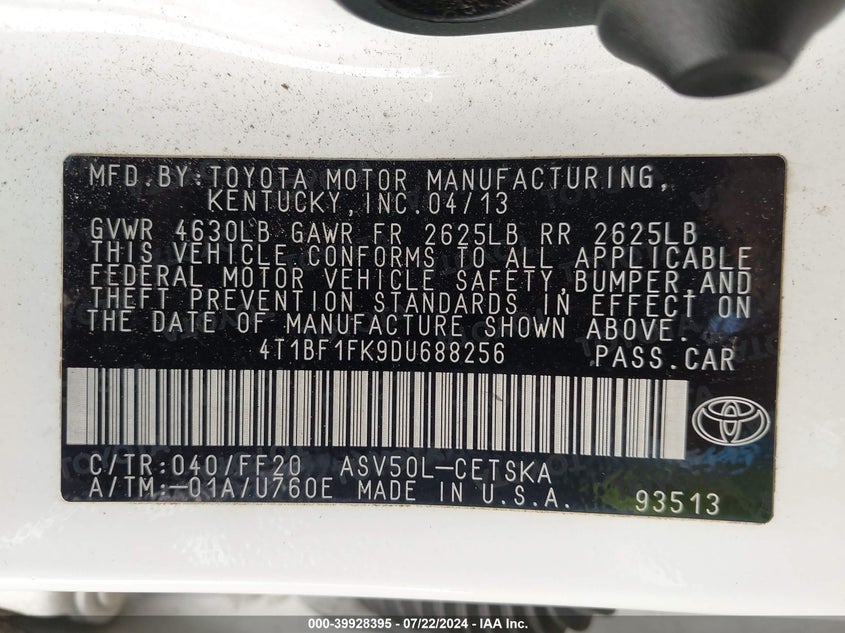 MFD.BY:TOYOTA MOTOR MANUFACTURING,
KENTUCKY,INC.04/13
GVWR 4630LB GAWR FR 2625LB RR 2625LB
THIS VEHICLE CONFORMS TO ALL APPLICABLE
FEDERAL MOTOR VEHICLE SAFETY,BUMPER,AND
THEFT PREVENTION STANDARDS IN EFFECT ON
THE DATE OF MANUFACTURE SHOWN ABOVE.
4T1BF1FK9DU688256 PASS.CAR
C/TR:040/FF20 ASV50L-CETSKA
A/TM:-01A/U760E MADE IN U.S.A. 93513
000-39928395 - 07/22/2024 - IAA Inc.